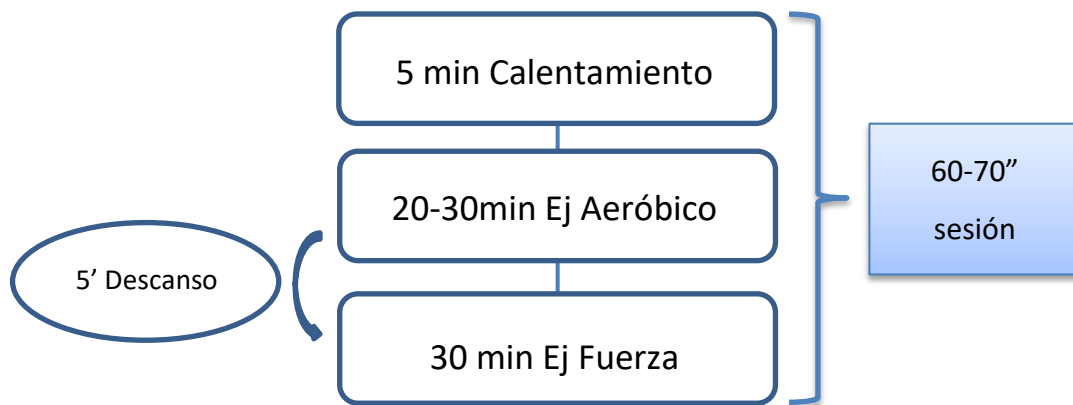 5 min Calentamiento
20-30min Ej Aeróbico
5’ Descanso
30 min Ej Fuerza
60-70”
sesión